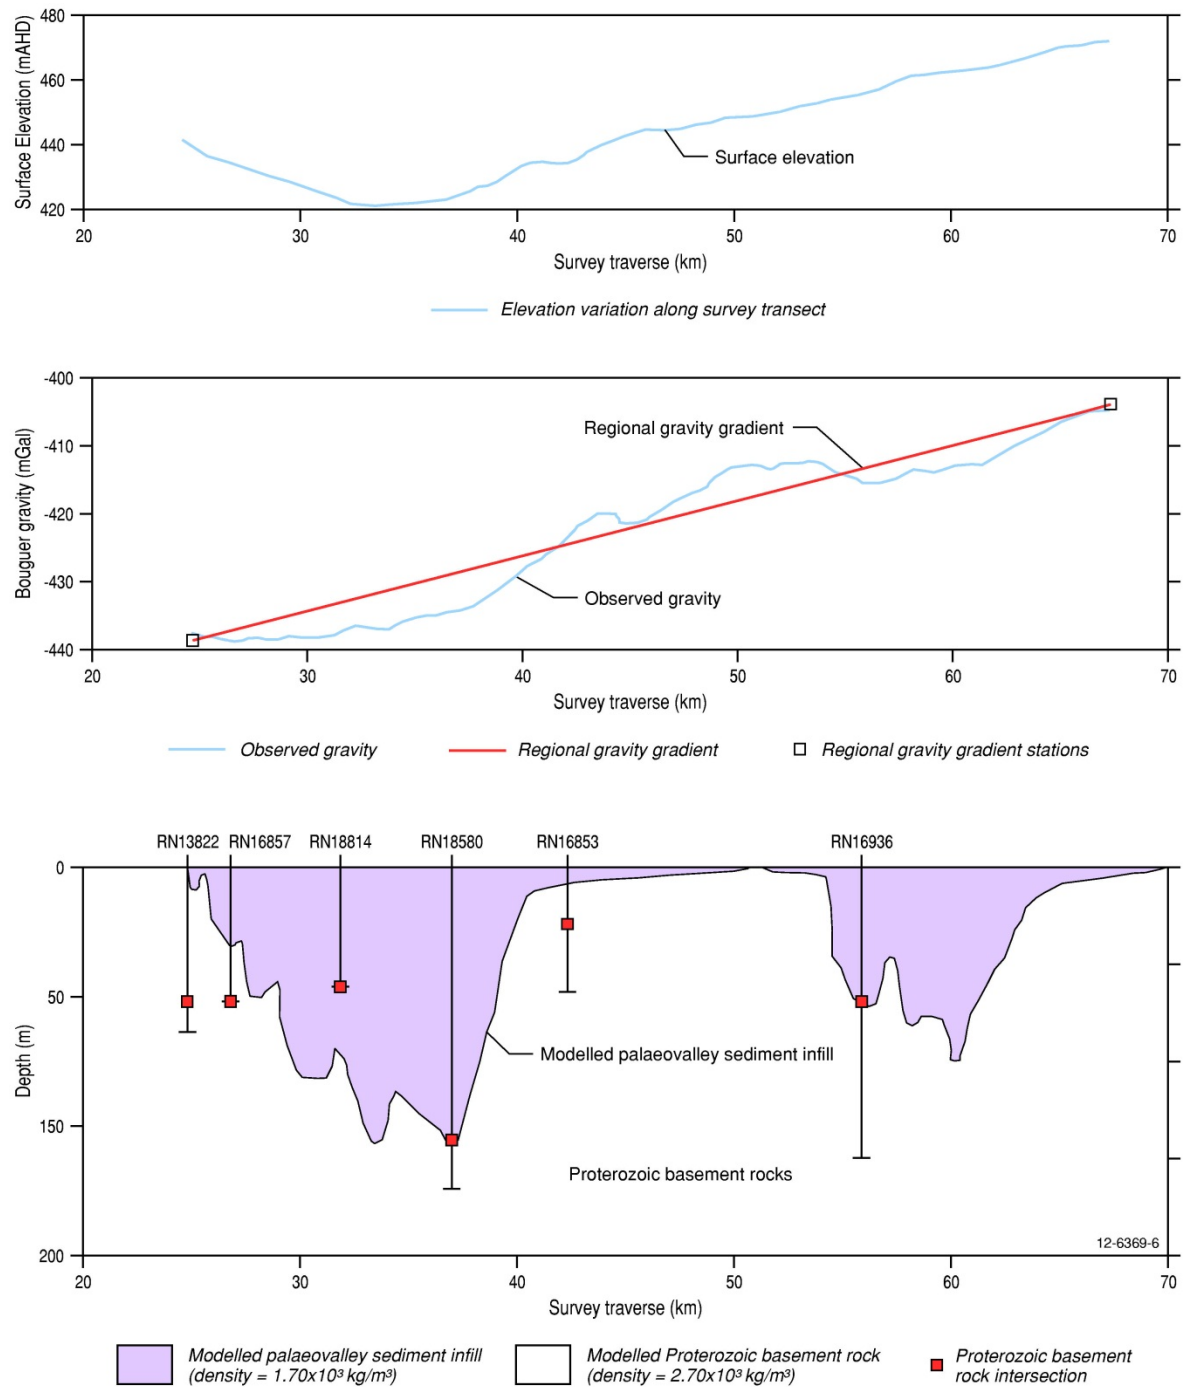 Surface Elevation (mAHD)
480
460
440
420
Surface elevation
20 30 40 50 60 70
Survey traverse (km)
Elevation variation along survey transect
Bouguer gravity (mGal)
-400
-410
-420
-430
-440
Regional gravity gradient
Observed gravity
20 30 40 50 60 70
Survey traverse (km)
Observed gravity Regional gravity gradient Regional gravity gradient stations
RN13822 RN16857 RN18814 RN18580 RN16853 RN16936
Depth (m)
0
50
150
200
Modelled palaeovalley sediment infill
Proterozoic basement rocks
12-6369-6
20 30 40 50 60 70
Survey traverse (km)
Modelled palaeovalley sediment infill
(density = 1.70x10³ kg/m³)
Modelled Proterozoic basement rock
(density = 2.70x10³ kg/m³)
Proterozoic basement
rock intersection